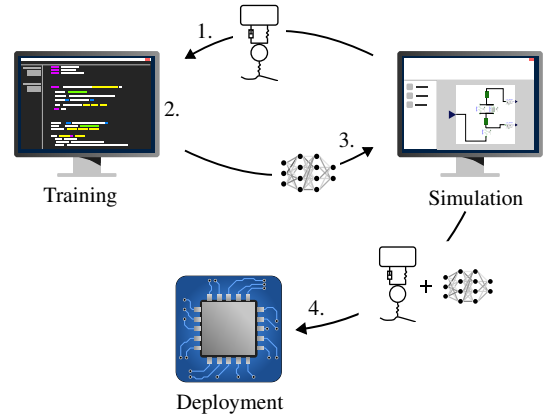 1.
2.
3.
Training
Simulation
4.
Deployment